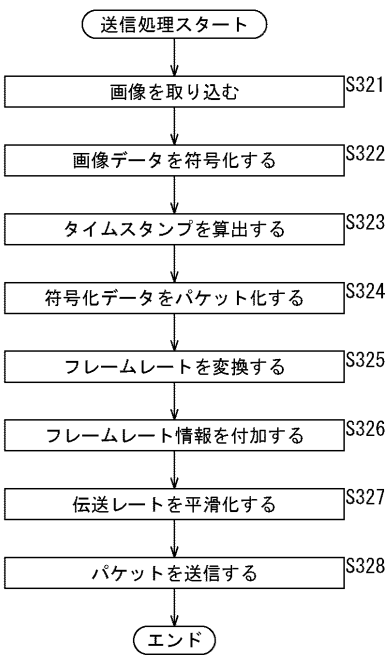 送信処理スタート
画像を取り込む S321
画像データを符号化する S322
タイムスタンプを算出する S323
符号化データをパケット化する S324
フレームレートを変換する S325
フレームレート情報を付加する S326
伝送レートを平滑化する S327
パケットを送信する S328
エンド